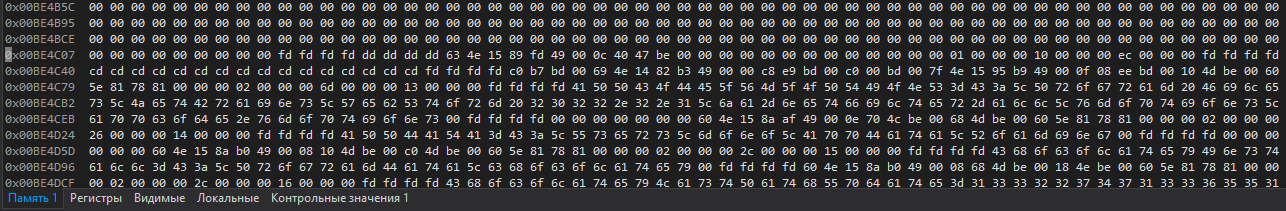 0x00BE4B5C 00 00 00 00 00 00 00 00 00 00 00 00 00 00 00 00 00 00 00 00 00 00 00 00 00 00 00 00 00 00 00 00 00 00 00 00 00 00 00 00 00 00 00 00 00 00 00 00 00 00 00 00 00 00 00 00 00
0x00BE4B95 00 00 00 00 00 00 00 00 00 00 00 00 00 00 00 00 00 00 00 00 00 00 00 00 00 00 00 00 00 00 00 00 00 00 00 00 00 00 00 00 00 00 00 00 00 00 00 00 00 00 00 00 00 00 00 00 00
0x00BE4BCE 00 00 00 00 00 00 00 00 00 00 00 00 00 00 00 00 00 00 00 00 00 00 00 00 00 00 00 00 00 00 00 00 00 00 00 00 00 00 00 00 00 00 00 00 00 00 00 00 00 00 00 00 00 00 00 00 00
0x00BE4C07 00 00 00 00 00 00 00 00 00 fd fd fd fd dd dd dd dd 63 4e 15 89 fd 49 00 0c 40 47 be 00 00 00 00 00 00 00 00 00 00 00 00 00 01 00 00 00 10 00 00 00 ec 00 00 00 fd fd fd fd
0x00BE4C40 cd cd cd cd cd cd cd cd cd cd cd cd cd cd cd cd fd fd fd fd c0 b7 bd 00 69 4e 14 82 b3 49 00 00 c8 e9 bd 00 c0 00 bd 00 7f 4e 15 95 b9 49 00 0f 08 ee bd 00 10 4d be 00 60
0x00BE4C79 5e 81 78 81 00 00 00 02 00 00 00 6d 00 00 00 13 00 00 00 fd fd fd fd 41 50 50 43 4f 44 45 5f 56 4d 5f 4f 50 54 49 4f 4e 53 3d 43 3a 5c 50 72 6f 67 72 61 6d 20 46 69 6c 65
0x00BE4CB2 73 5c 4a 65 74 42 72 61 69 6e 73 5c 57 65 62 53 74 6f 72 6d 20 32 30 32 32 2e 32 2e 31 5c 6a 61 2d 6e 65 74 66 69 6c 74 65 72 2d 61 6c 6c 5c 76 6d 6f 70 74 69 6f 6e 73 5c
0x00BE4CEB 61 70 70 63 6f 64 65 2e 76 6d 6f 70 74 69 6f 6e 73 00 fd fd fd fd 00 00 00 00 00 00 00 60 4e 15 8a af 49 00 0e 70 4c be 00 68 4d be 00 60 5e 81 78 81 00 00 00 02 00 00 00
0x00BE4D24 26 00 00 00 14 00 00 00 fd fd fd fd 41 50 50 44 41 54 41 3d 43 3a 5c 55 73 65 72 73 5c 6d 6f 6e 6f 5c 41 70 70 44 61 74 61 5c 52 6f 61 6d 69 6e 67 00 fd fd fd fd 00 00 00
0x00BE4D5D 00 00 00 60 4e 15 8a b0 49 00 08 10 4d be 00 c0 4d be 00 60 5e 81 78 81 00 00 00 02 00 00 00 2c 00 00 00 15 00 00 00 fd fd fd fd 43 68 6f 63 6f 6c 61 74 65 79 49 6e 73 74
0x00BE4D96 61 6c 6c 3d 43 3a 5c 50 72 6f 67 72 61 6d 44 61 74 61 5c 63 68 6f 63 6f 6c 61 74 65 79 00 fd fd fd fd 60 4e 15 8a b0 49 00 08 68 4d be 00 18 4e be 00 60 5e 81 78 81 00 00
0x00BE4DCF 00 02 00 00 00 2c 00 00 00 16 00 00 00 fd fd fd fd 43 68 6f 63 6f 6c 61 74 65 79 4c 61 73 74 50 61 74 68 55 70 64 61 74 65 3d 31 33 33 32 32 37 34 37 31 33 33 36 35 35 31
Память 1 Регистры Видимые Локальные Контрольные значения 1